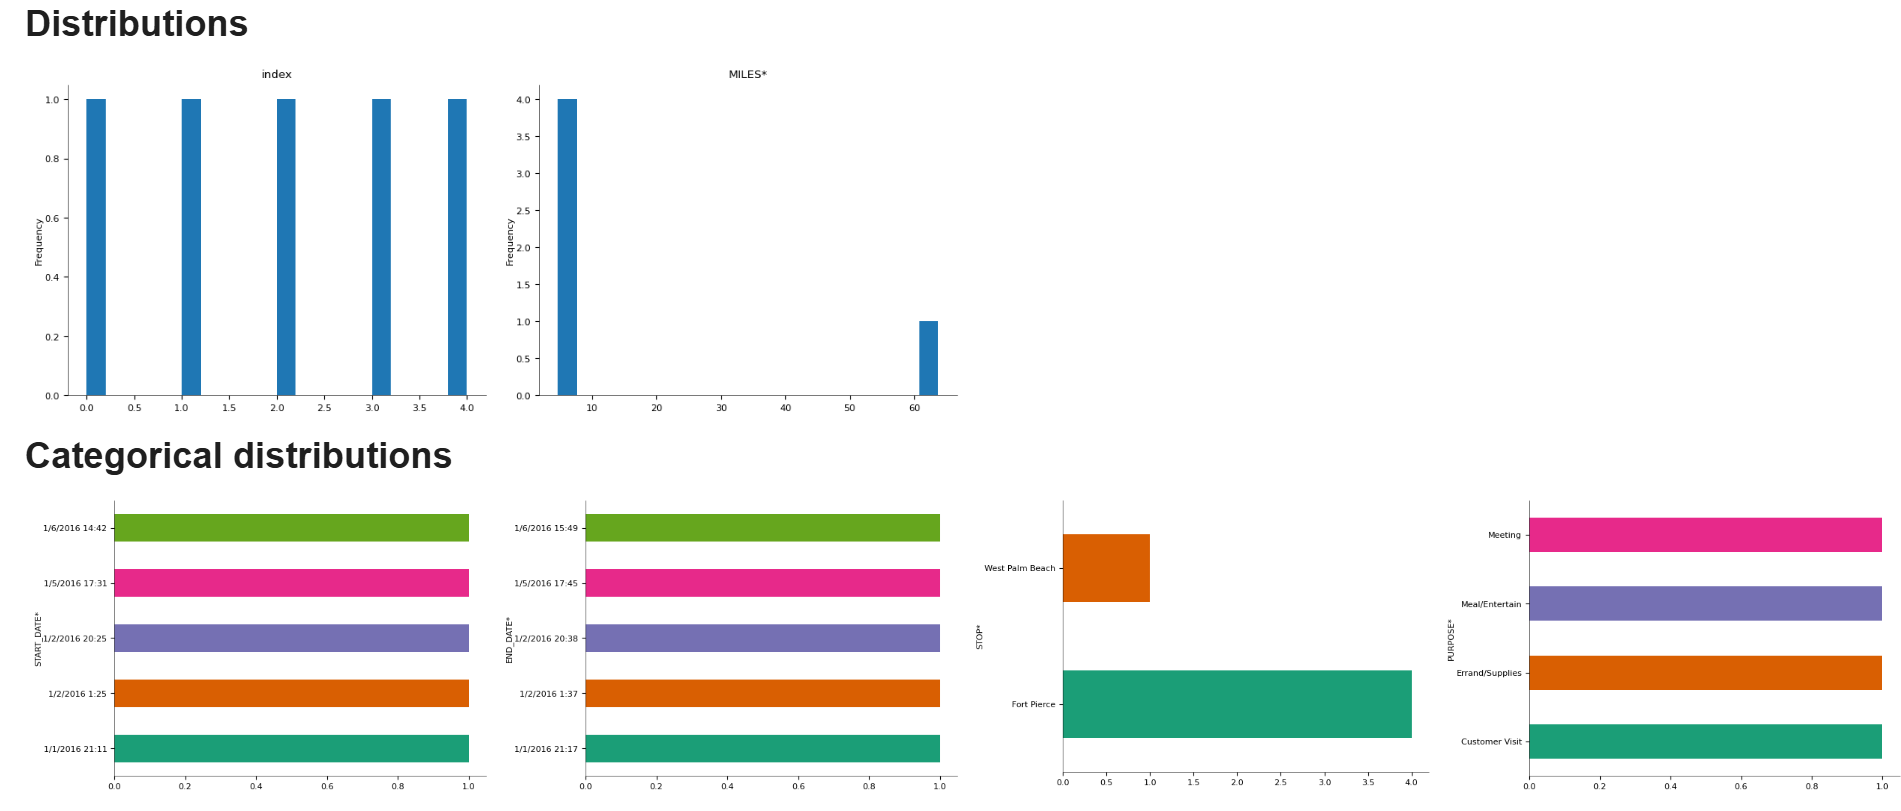 Distributions
index
1.0
0.8
0.6
0.4
0.2
0.0
Frequency
0.0 0.5 1.0 1.5 2.0 2.5 3.0 3.5 4.0
MILES*
4.0
3.5
3.0
2.5
2.0
1.5
1.0
0.5
0.0
Frequency
10 20 30 40 50 60
Categorical distributions
START_DATE*
1/6/2016 14:42
1/5/2016 17:31
1/2/2016 20:25
1/2/2016 1:25
1/1/2016 21:11
0.0 0.2 0.4 0.6 0.8 1.0
END_DATE*
1/6/2016 15:49
1/5/2016 17:45
1/2/2016 20:38
1/2/2016 1:37
1/1/2016 21:17
0.0 0.2 0.4 0.6 0.8 1.0
STOP*
West Palm Beach
Fort Pierce
0.0 0.5 1.0 1.5 2.0 2.5 3.0 3.5 4.0
PURPOSE*
Meeting
Meal/Entertain
Errand/Supplies
Customer Visit
0.0 0.2 0.4 0.6 0.8 1.0